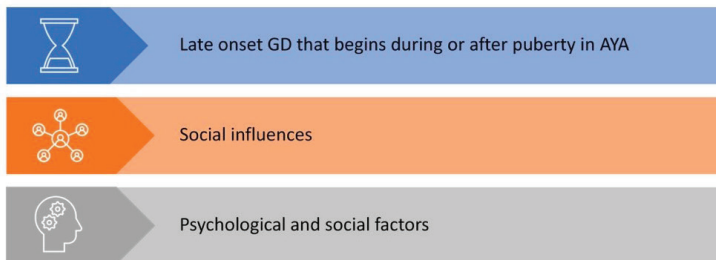 Late onset GD that begins during or after puberty in AYA
Social influences
Psychological and social factors